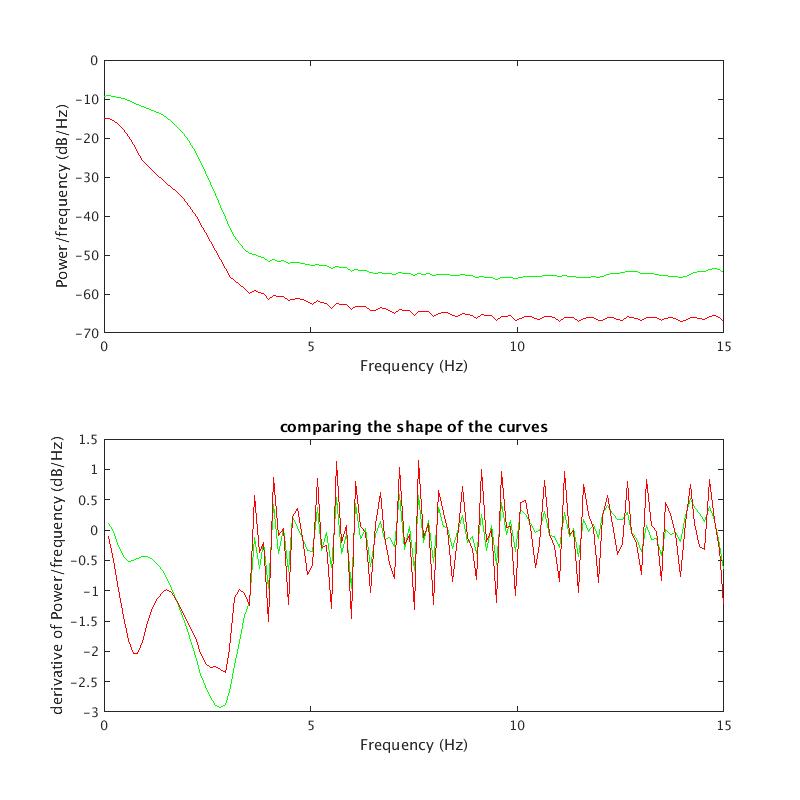 0
-10
-20
-30
-40
-50
-60
-70
Power/frequency (dB/Hz)
0 5 10 15
Frequency (Hz)
comparing the shape of the curves
1.5
1
0.5
0
-0.5
-1
-1.5
-2
-2.5
-3
derivative of Power/frequency (dB/Hz)
0 5 10 15
Frequency (Hz)